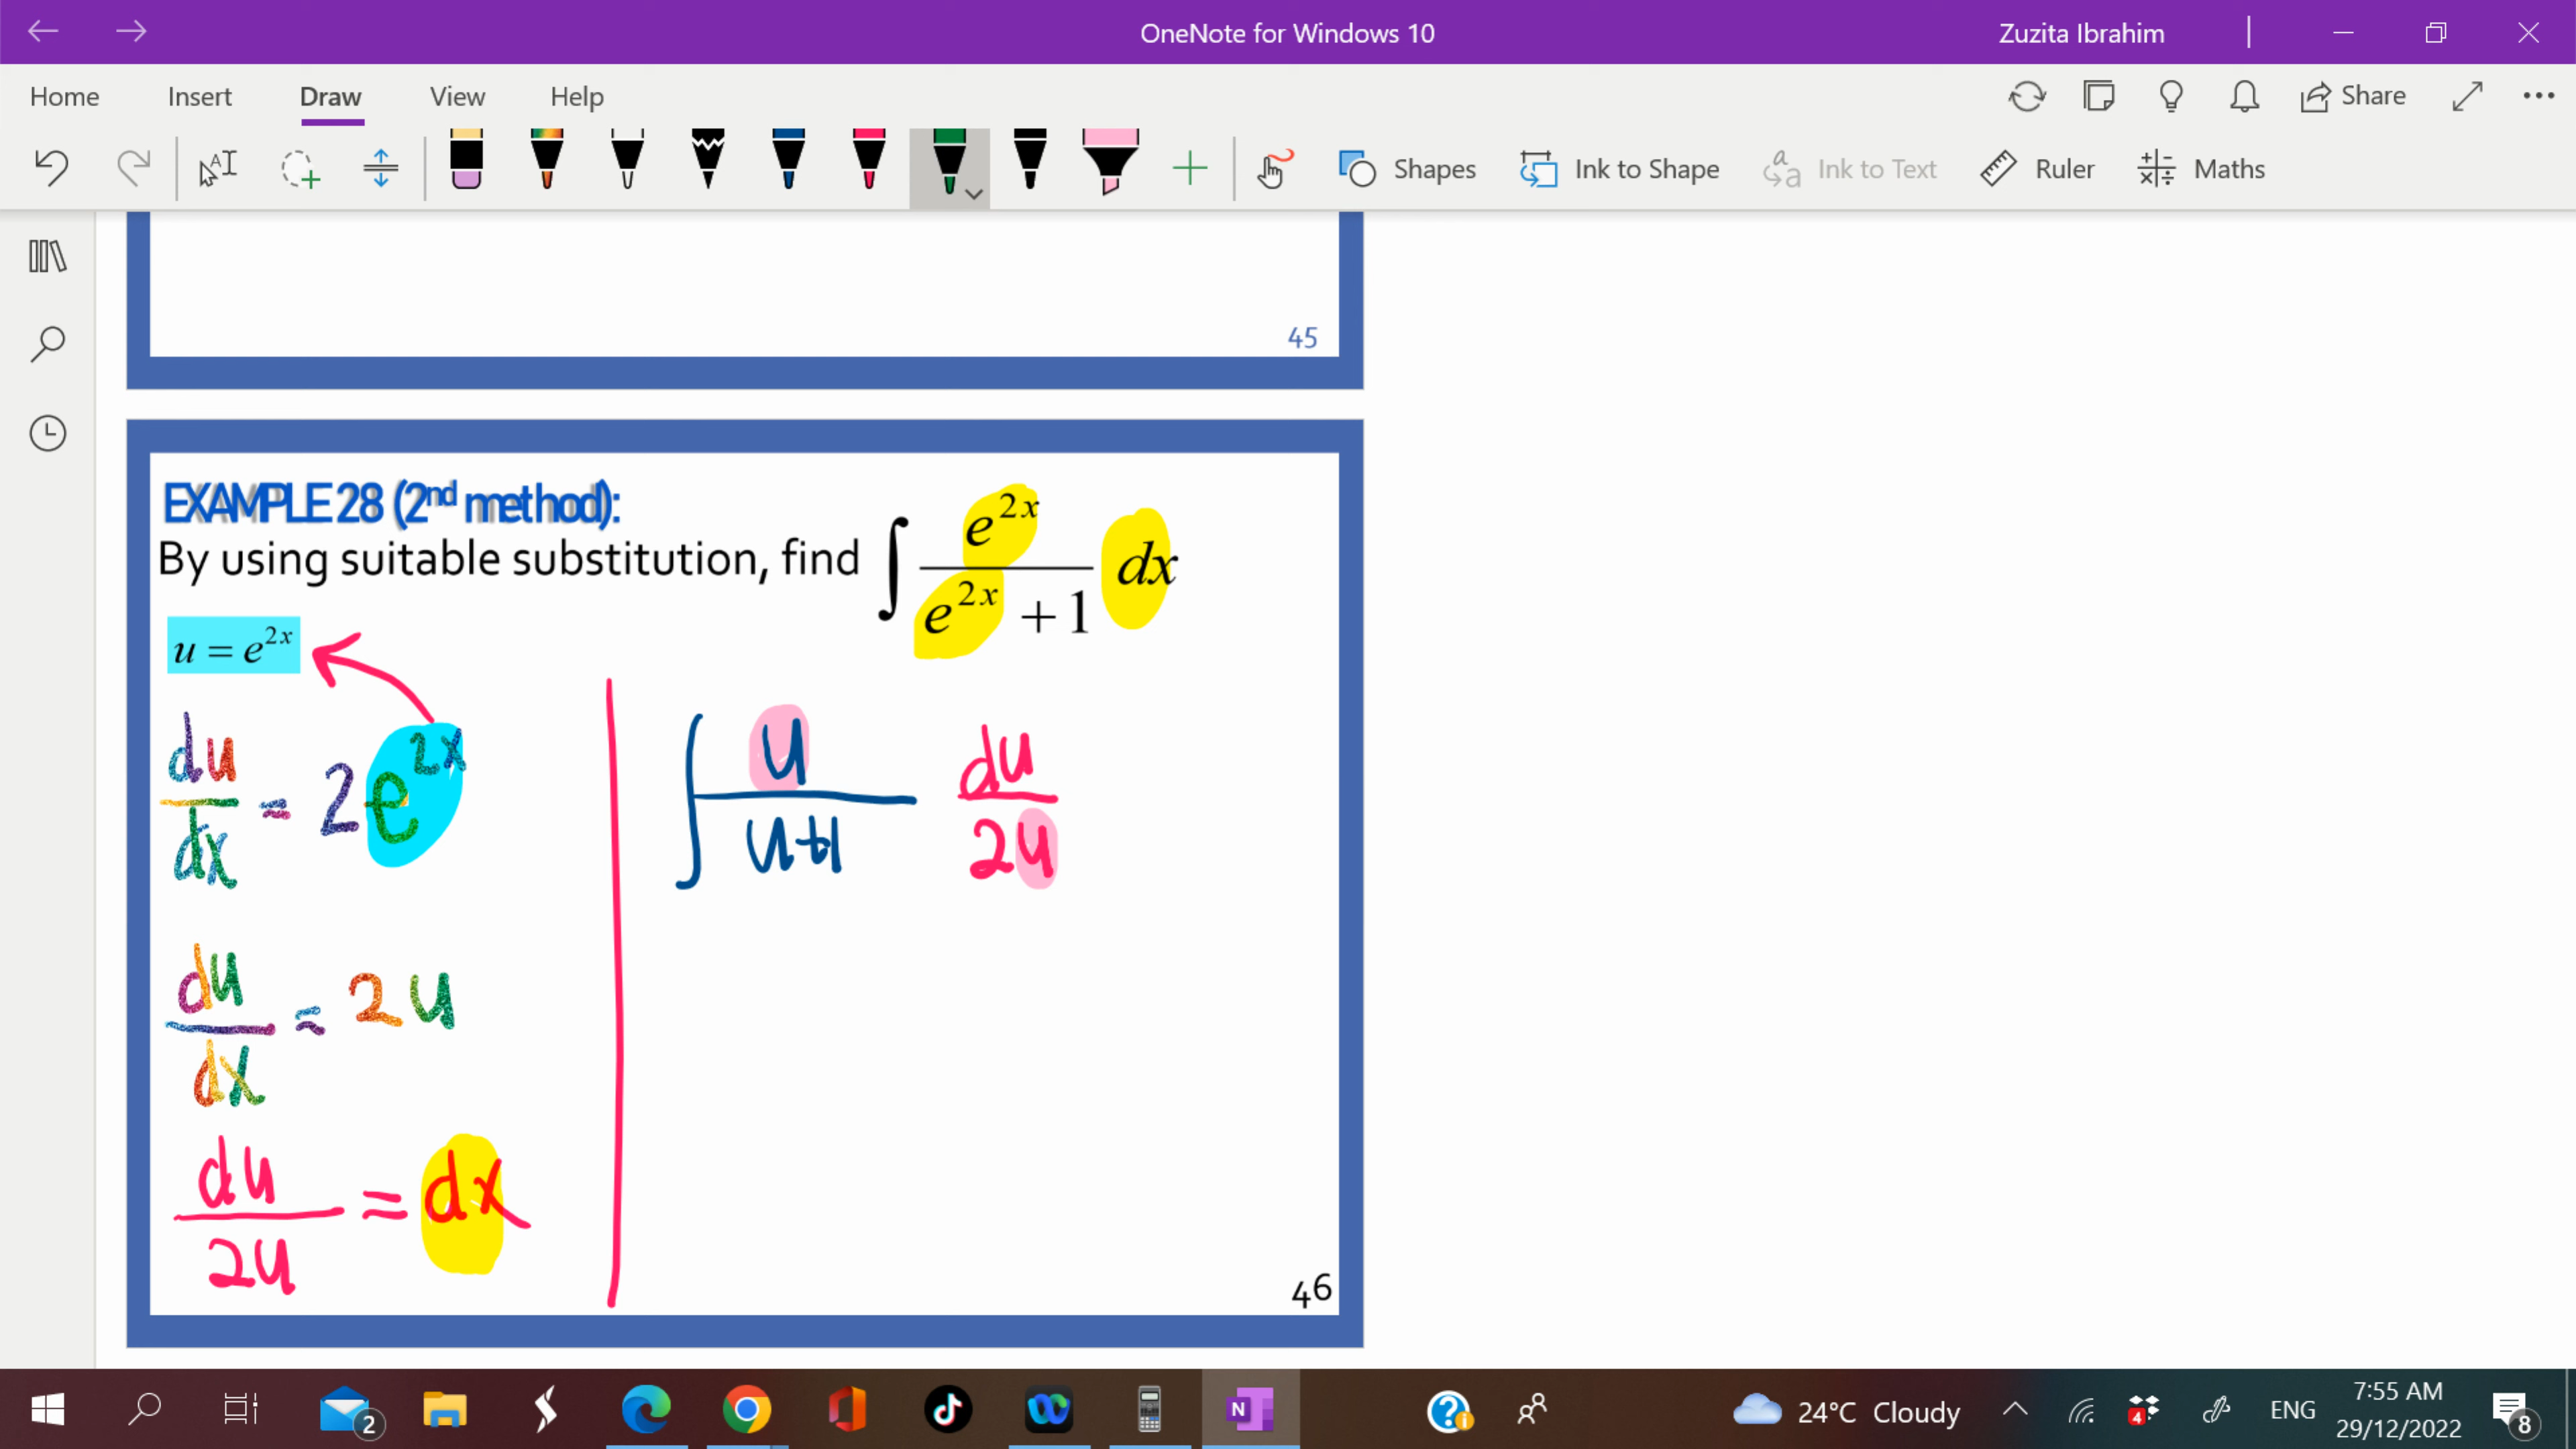 OneNote for Windows 10
Zuzita Ibrahim
Home Insert Draw View Help
Share
Shapes Ink to Shape Ink to Text Ruler Maths
45
EXAMPLE 28 (2nd method):
By using suitable substitution, find ∫ e^{2x} / (e^{2x} + 1) dx
u = e^{2x}
du/dx = 2e^{2x}
∫ u/(u+1) du/2u
du/dx = 2u
du/2u = dx
46
2
24°C Cloudy
4
ENG
7:55 AM
29/12/2022
8